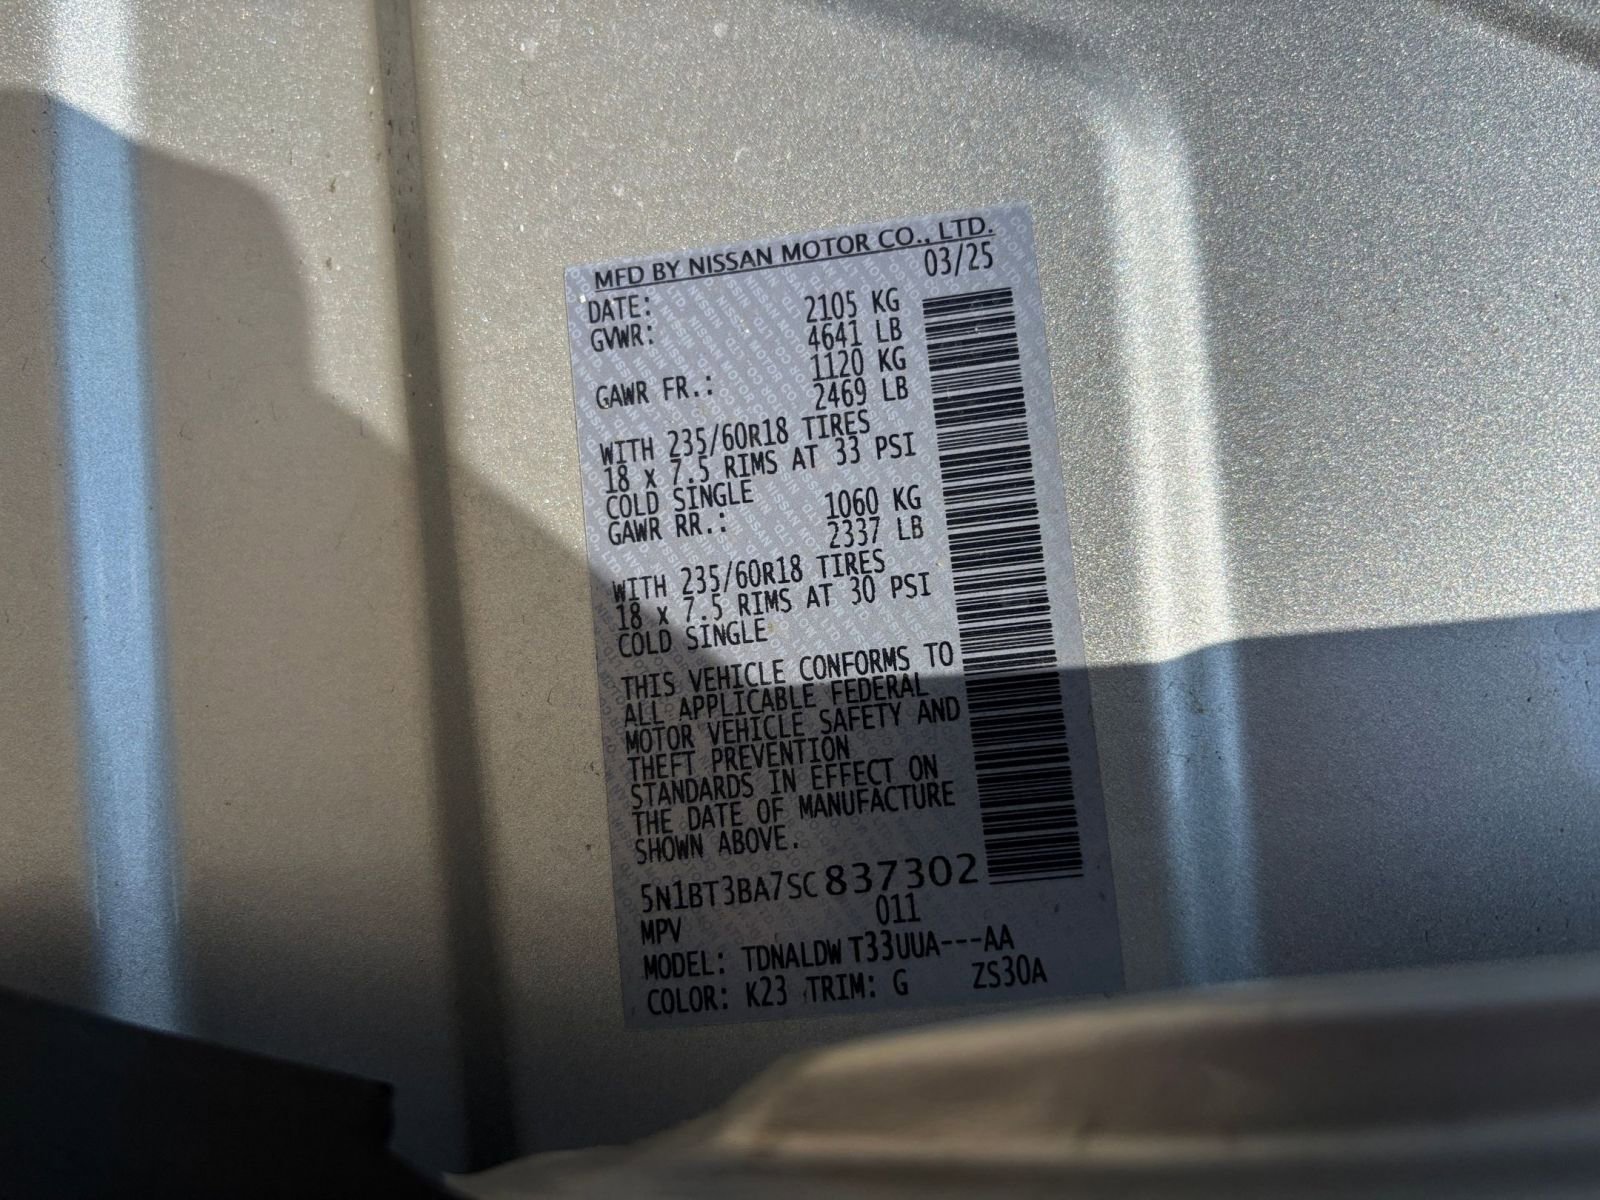 MFD BY NISSAN MOTOR CO., LTD.
DATE: 03/25
GVWR: 2105 KG
4641 LB
GAWR FR.: 1120 KG
2469 LB
WITH 235/60R18 TIRES
18 x 7.5 RIMS AT 33 PSI
COLD SINGLE
GAWR RR.: 1060 KG
2337 LB
WITH 235/60R18 TIRES
18 x 7.5 RIMS AT 30 PSI
COLD SINGLE
THIS VEHICLE CONFORMS TO
ALL APPLICABLE FEDERAL
MOTOR VEHICLE SAFETY AND
THEFT PREVENTION
STANDARDS IN EFFECT ON
THE DATE OF MANUFACTURE
SHOWN ABOVE.
5N1BT3BA7SC837302
MPV 011
MODEL: TDNALDWT33UUA---AA
COLOR: K23 TRIM: G ZS30A